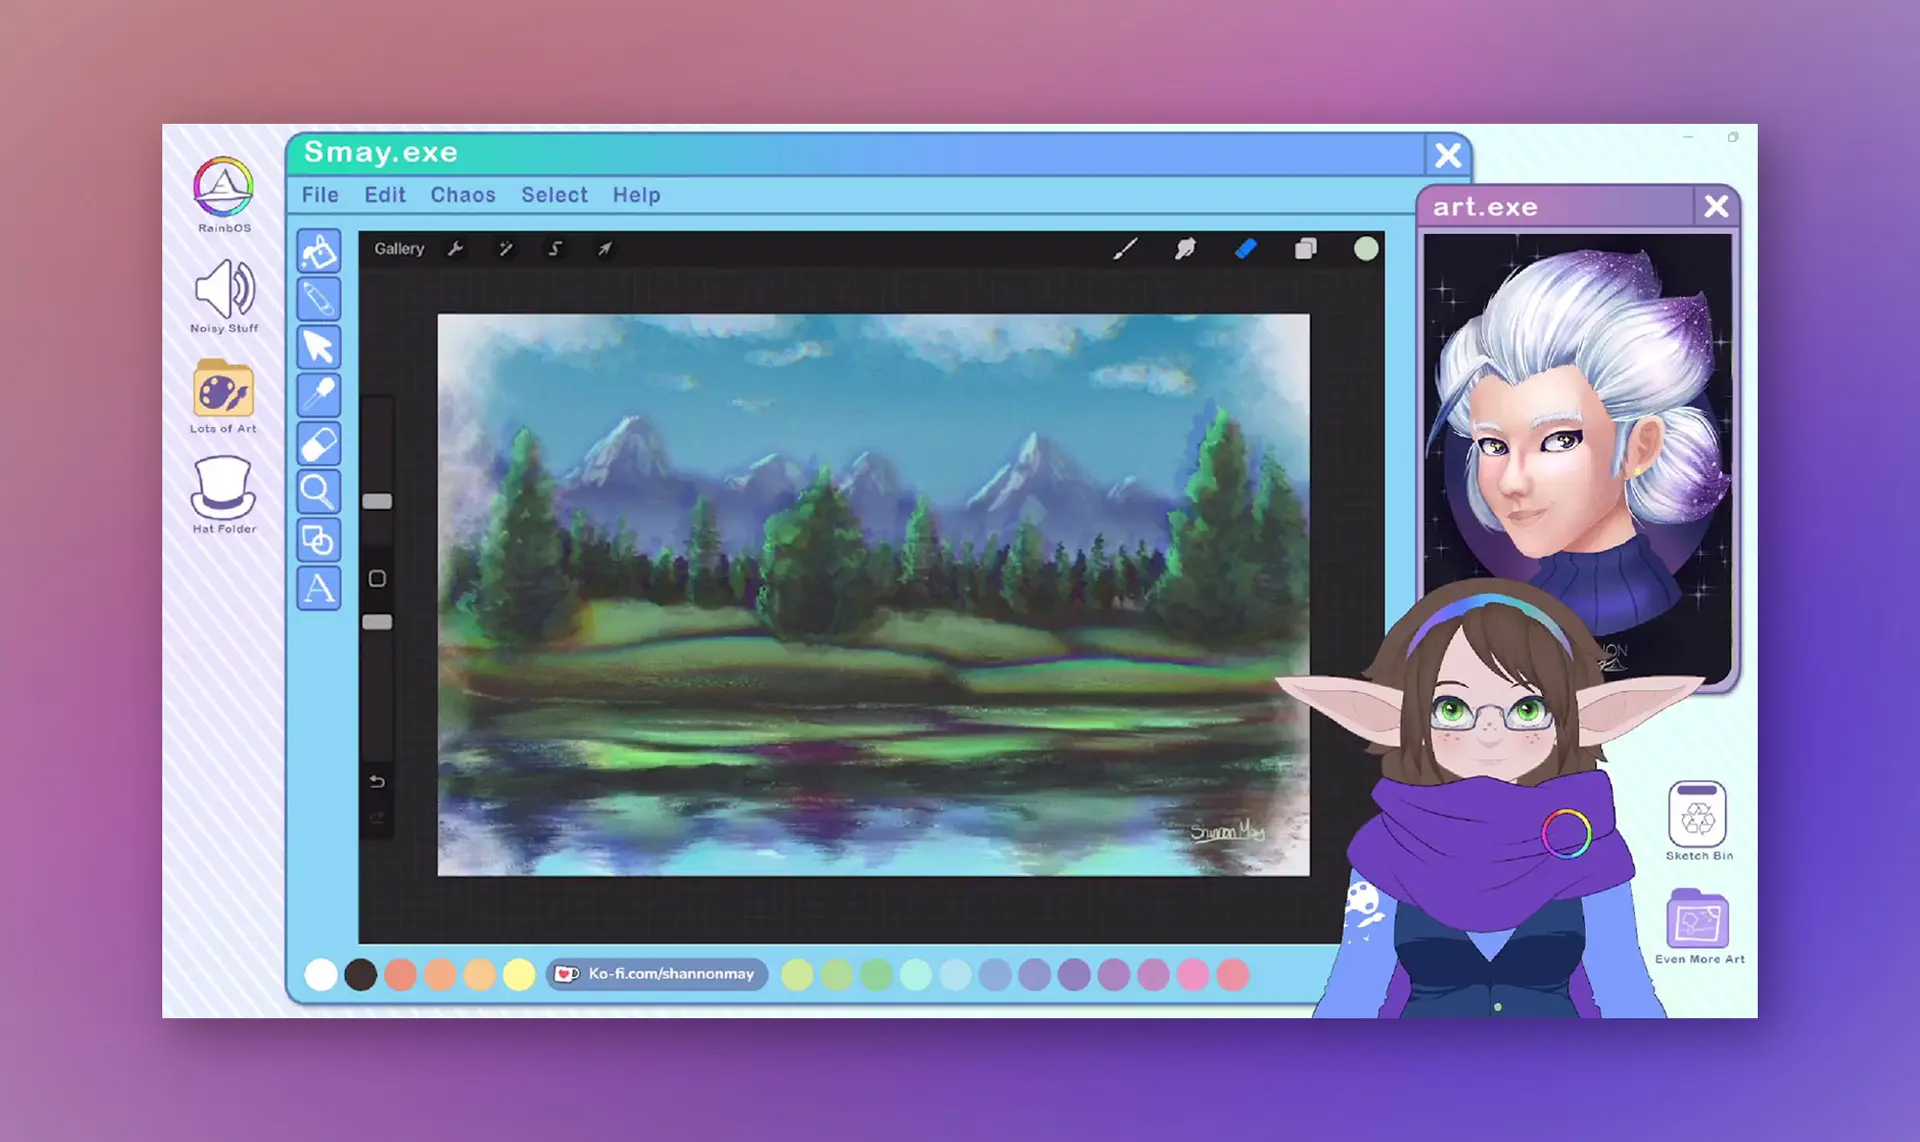 Smay.exe
File Edit Chaos Select Help
art.exe
RainbOS
Gallery
Noisy Stuff
Lots of Art
Hat Folder
A
Shannon May
Sketch Bin
Even More Art
Ko-fi.com/shannonmay